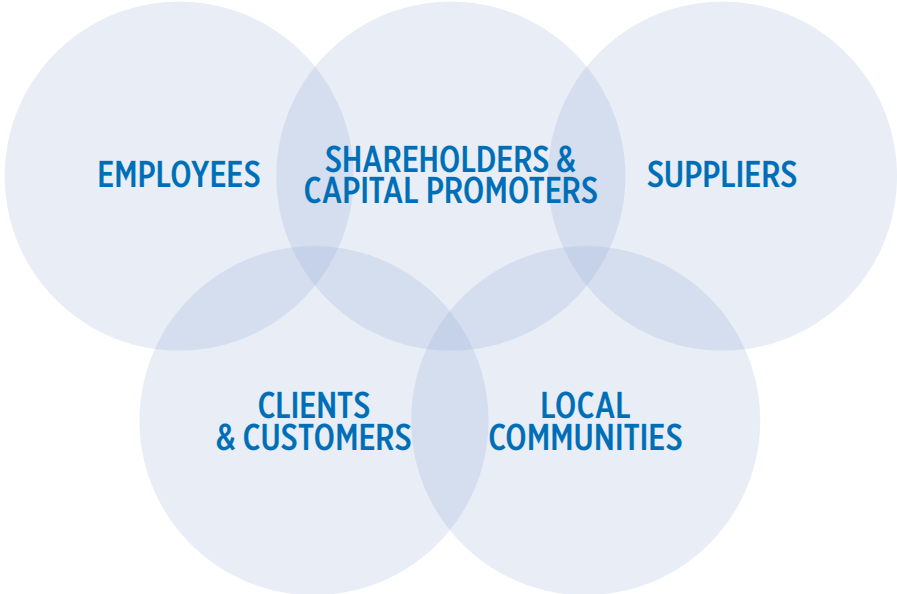 EMPLOYEES
SHAREHOLDERS &
CAPITAL PROMOTERS
SUPPLIERS
CLIENTS
& CUSTOMERS
LOCAL
COMMUNITIES